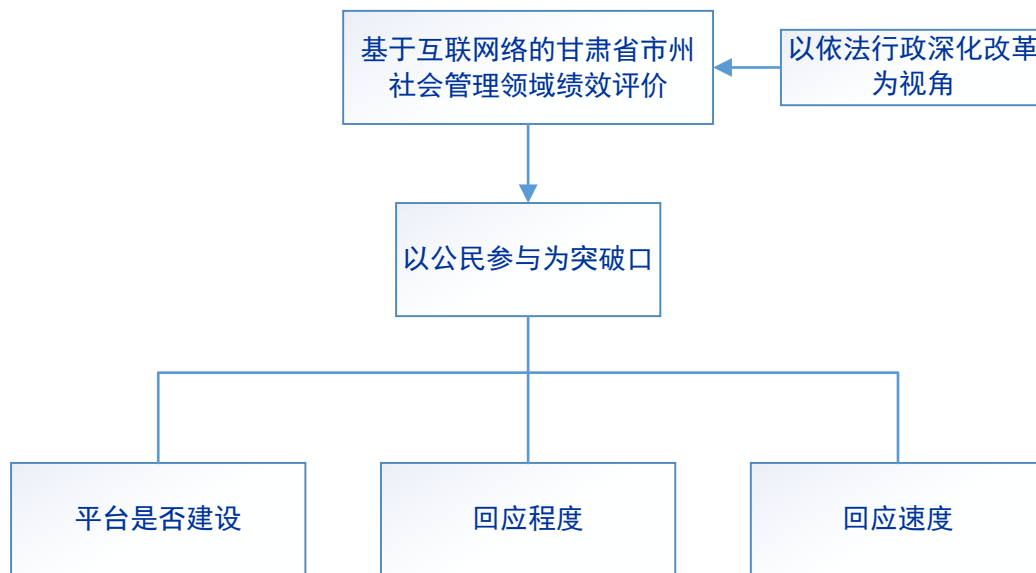 基于互联网络的甘肃省市州
社会管理领域绩效评价
以依法行政深化改革
为视角
以公民参与为突破口
平台是否建设
回应程度
回应速度